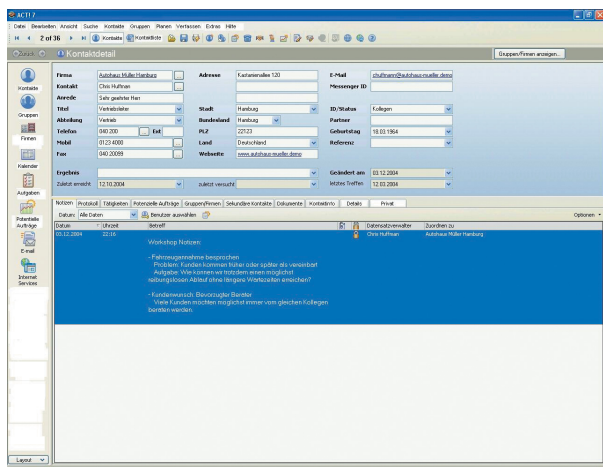 ACT! 7
Datei Bearbeiten Ansicht Suche Kontakte Gruppen Planen Verfassen Extras Hilfe
2 of 36 Kontakte Kontaktliste
Zurück Kontaktdetail Gruppen/Firmen anzeigen...
Kontakte
Gruppen
Firmen
Kalender
Aufgaben
Potentielle Aufträge
E-mail
Internet Services
Firma Autohaus Müller Hamburg Adresse Kastanienallee 120 E-Mail chuffmann@autohaus-mueller.demo
Kontakt Chris Huffman Messenger ID
Anrede Sehr geehrter Herr
Titel Vertriebsleiter Stadt Hamburg ID/Status Kollegen
Abteilung Vertrieb Bundesland Hamburg Partner
Telefon 040 200 Ext PLZ 22123 Geburtstag 18.03.1964
Mobil 0123 4000 Land Deutschland Referenz
Fax 040 20099 Webseite www.autohaus-mueller.demo
Ergebnis Geändert am 03.12.2004
Zuletzt erreicht 12.10.2004 zuletzt versucht letztes Treffen 12.03.2004
Notizen Protokoll Tätigkeiten Potenzielle Aufträge Gruppen/Firmen Sekundäre Kontakte Dokumente Kontaktinfo Details Privat
Datum: Alle Daten Benutzer auswählen Optionen
Datum Uhrzeit Betreff Datensatzverwalter Zuordnen zu
03.12.2004 22:16 Chris Huffman Autohaus Müller Hamburg
Workshop Notizen:
- Fahrzeugannahme besprochen
Problem: Kunden kommen früher oder später als vereinbart
Aufgabe: Wie können wir trotzdem einen möglichst
reibungslosen Ablauf ohne längere Wartezeiten erreichen?
- Kundenwunsch: Bevorzugter Berater
Viele Kunden möchten möglichst immer vom gleichen Kollegen
beraten werden.
Layout